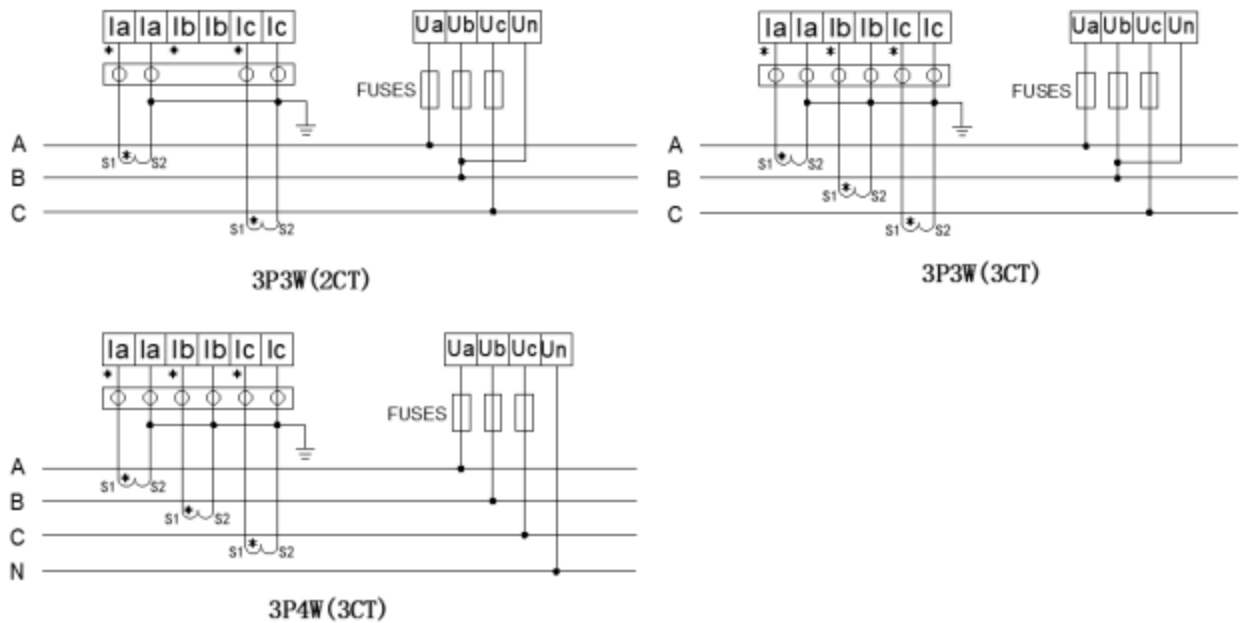 Ia Ia Ib Ib Ic Ic
Ua Ub Uc Un
* * *
FUSES
A
S1 * S2
B
C
S1 * S2
3P3W(2CT)
Ia Ia Ib Ib Ic Ic
Ua Ub Uc Un
* * *
FUSES
A
S1 * S2
B
S1 * S2
C
S1 * S2
3P3W(3CT)
Ia Ia Ib Ib Ic Ic
Ua Ub Uc Un
* * *
FUSES
A
S1 * S2
B
S1 * S2
C
S1 * S2
N
3P4W(3CT)